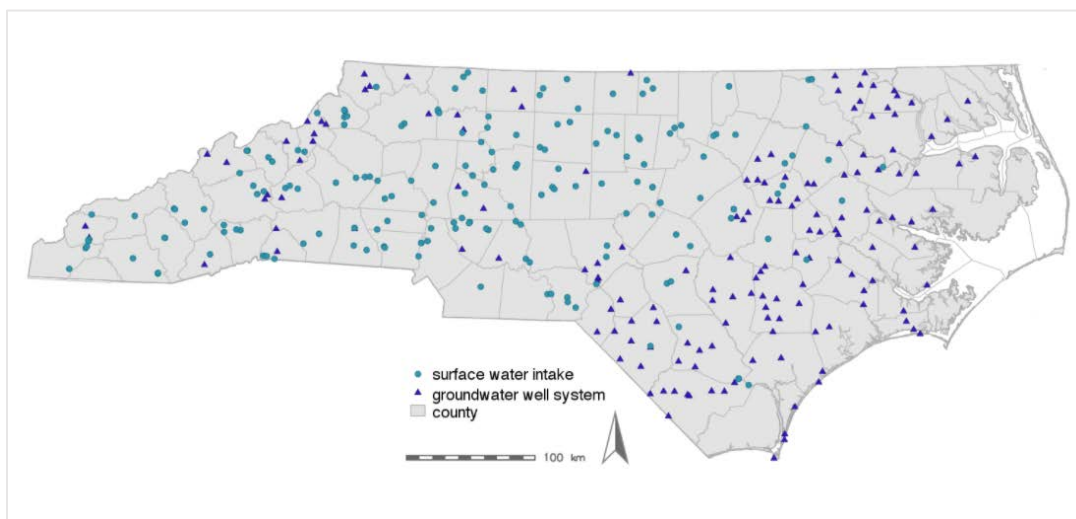 surface water intake
groundwater well system
county
100 km